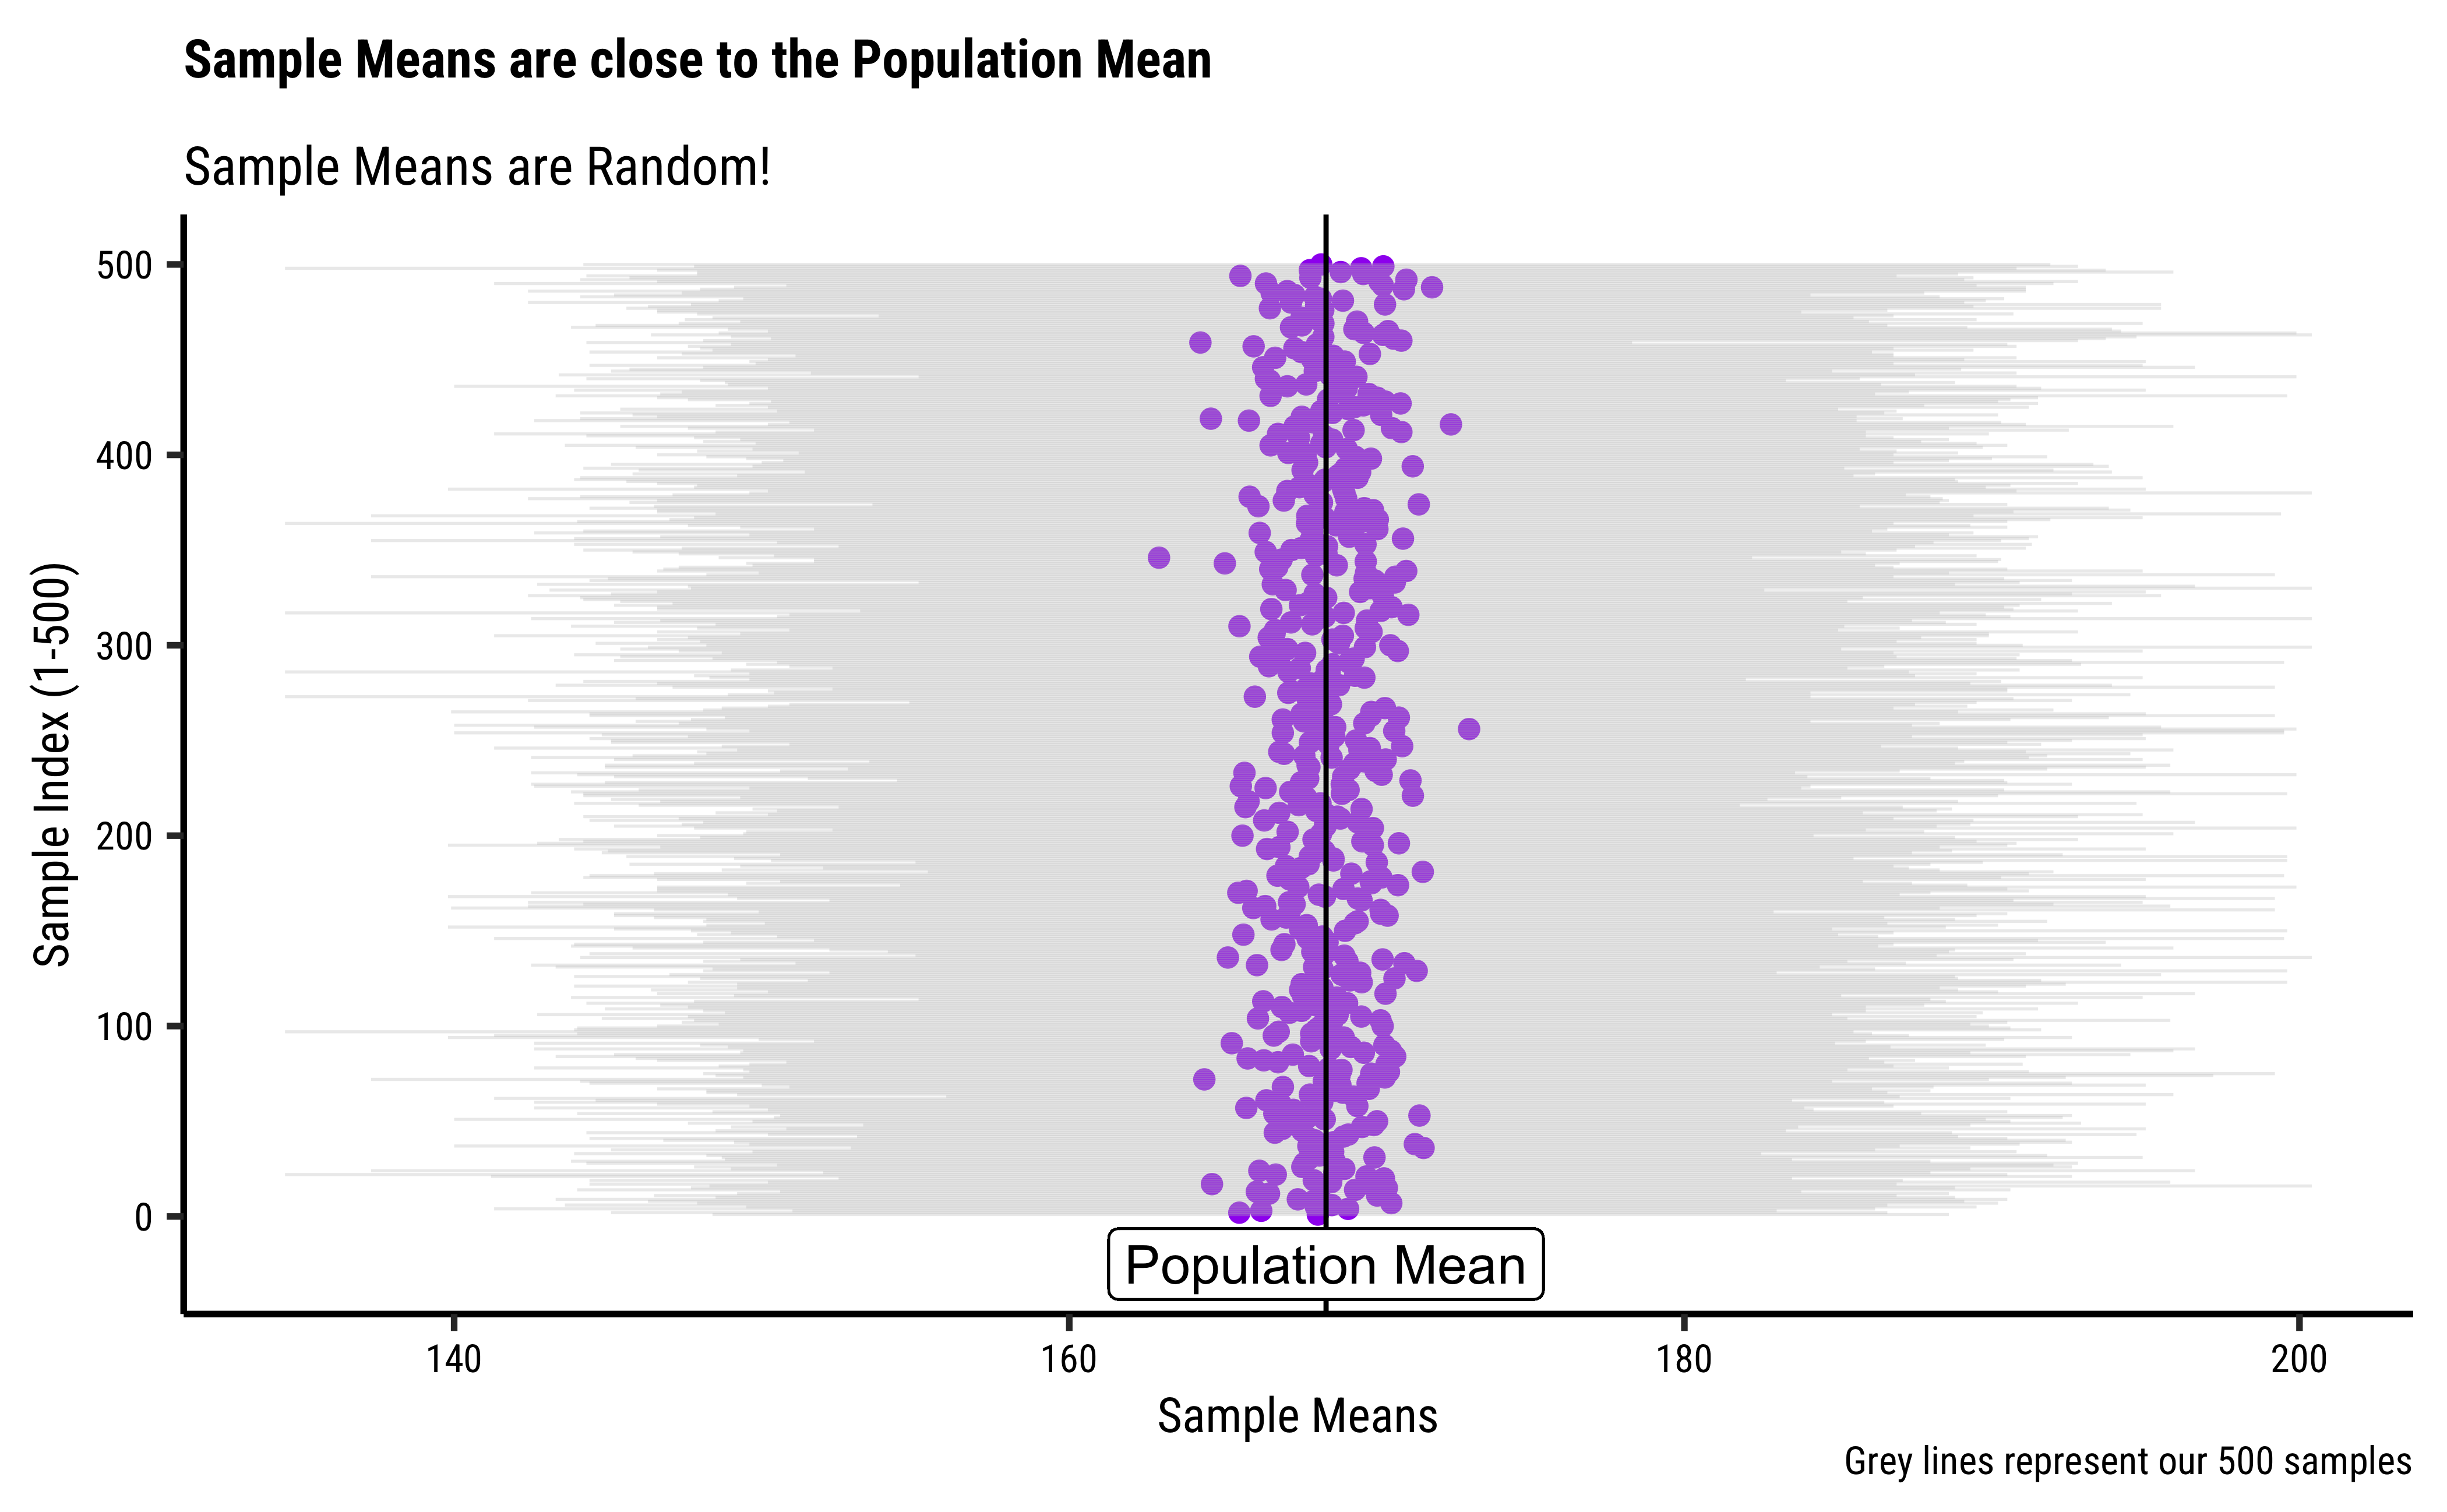 Sample Means are close to the Population Mean
Sample Means are Random!
500
400
300
200
100
0
Sample Index (1-500)
Population Mean
140 160 180 200
Sample Means
Grey lines represent our 500 samples